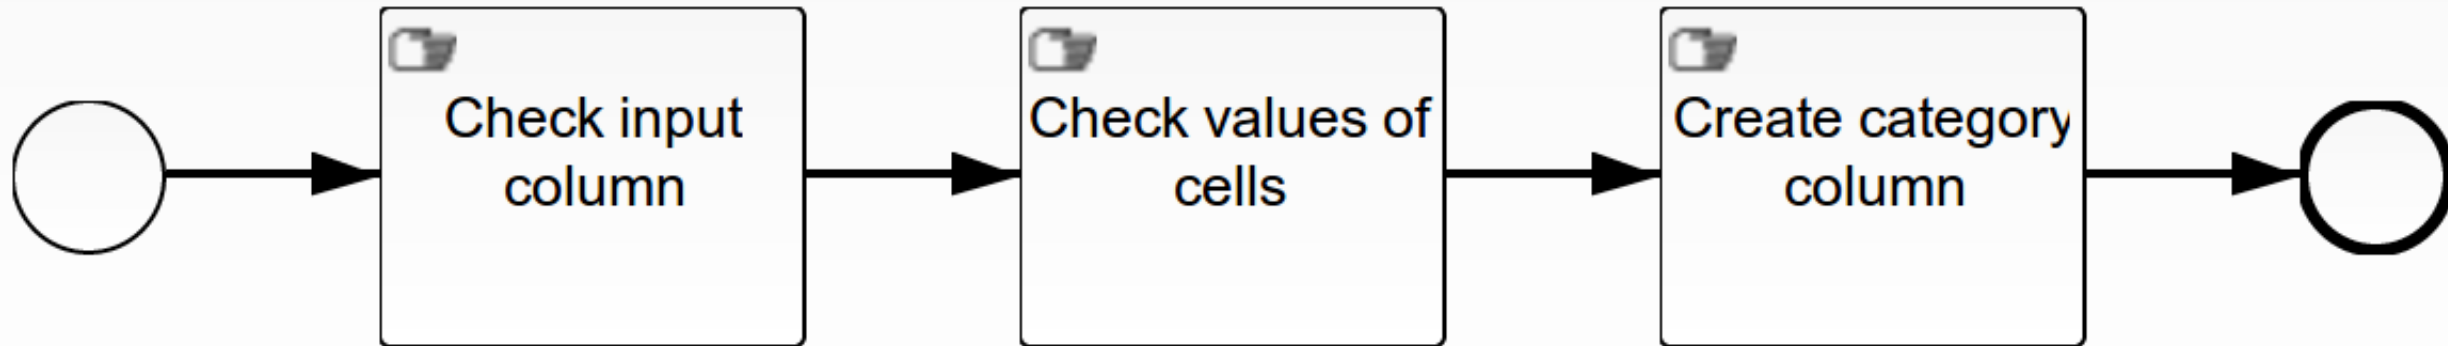 Check input
column
Check values of
cells
Create category
column